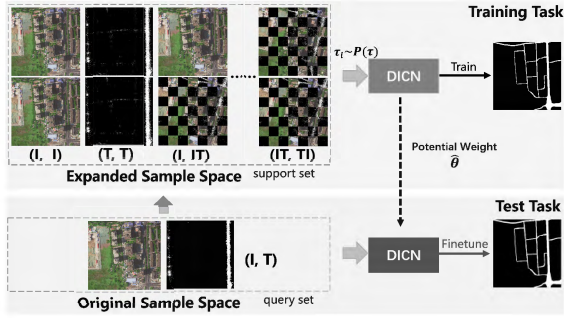 Training Task
τᵢ~P(τ)
DICN
Train
(I, I)
(T, T)
(I, IT)
(IT, TI)
Expanded Sample Space
support set
Potential Weight
θ̂
Test Task
(I, T)
DICN
Finetune
Original Sample Space
query set